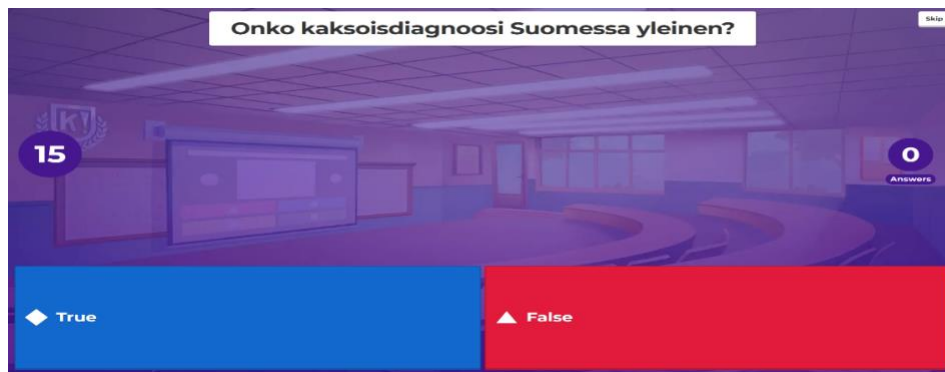 Onko kaksoisdiagnoosi Suomessa yleinen?
Skip
15
K!
0
Answers
True
False